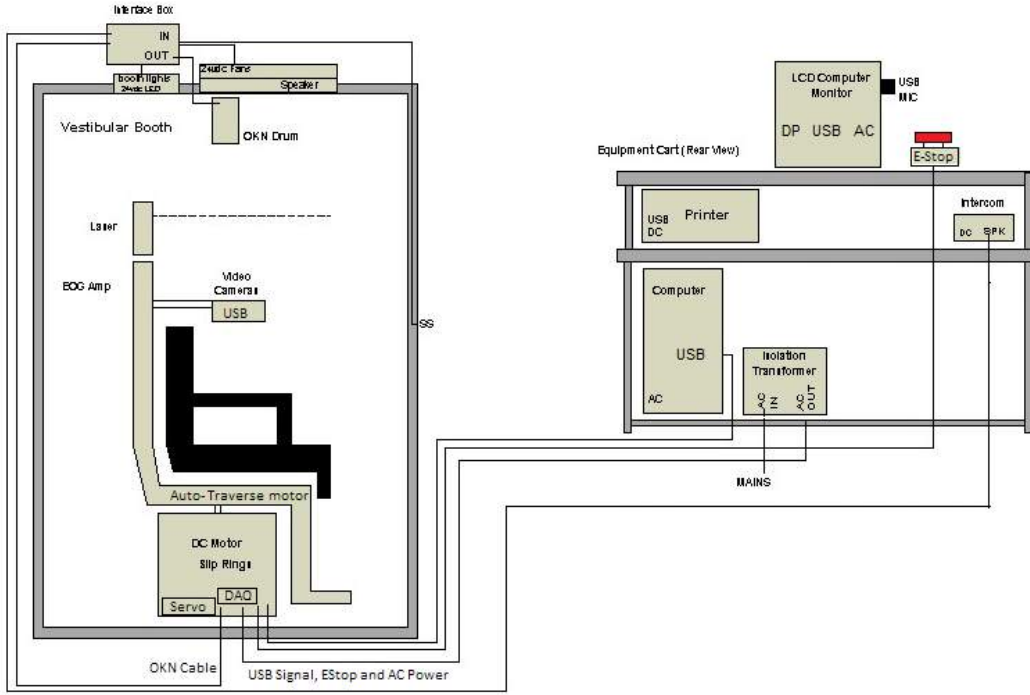 Interface Box
IN
OUT
booth lights
24vdc LED
24vdc Fans
Speaker
Vestibular Booth
OKN Drum
Laser
EOG Amp
Video
Cameras
USB
SS
Auto-Traverse motor
DC Motor
Slip Rings
DAQ
Servo
OKN Cable
USB Signal, EStop and AC Power
LCD Computer
Monitor
DP USB AC
USB
MIC
E-Stop
Equipment Cart (Rear View)
USB
DC
Printer
Intercom
DC SPK
Computer
USB
AC
Isolation
Transformer
AC
IN
AC
OUT
MAINS